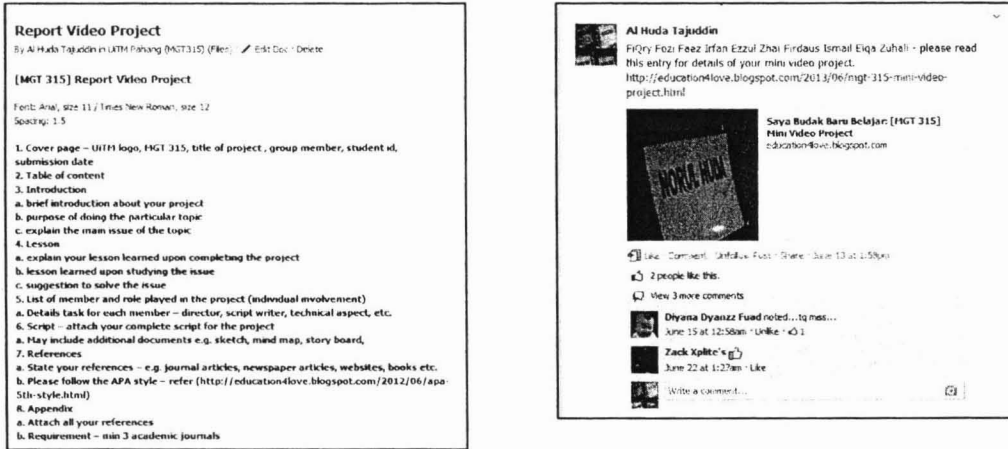 Report Video Project
By Al Huda Tajuddin in UiTM Pahang (MGT315) (Files) · Edit Doc · Delete
[MGT 315] Report Video Project
Font: Arial, size 11 / Times New Roman, size 12
Spacing: 1.5
1. Cover page – UiTM logo, MGT 315, title of project , group member, student id,
submission date
2. Table of content
3. Introduction
a. brief introduction about your project
b. purpose of doing the particular topic
c. explain the main issue of the topic
4. Lesson
a. explain your lesson learned upon completing the project
b. lesson learned upon studying the issue
c. suggestion to solve the issue
5. List of member and role played in the project (individual involvement)
a. Details task for each member – director, script writer, technical aspect, etc.
6. Script – attach your complete script for the project
a. May include additional documents e.g. sketch, mind map, story board,
7. References
a. State your references – e.g. journal articles, newspaper articles, websites, books etc.
b. Please follow the APA style – refer (http://education4love.blogspot.com/2012/06/apa-
5th-style.html)
8. Appendix
a. Attach all your references
b. Requirement – min 3 academic journals
Al Huda Tajuddin
FiQry Fozi Faez Irfan Ezzui Zhai Firdaus Ismail Eiqa Zuhali - please read
this entry for details of your mini video project.
http://education4love.blogspot.com/2013/06/mgt-315-mini-video-
project.html
Saya Budak Baru Belajar: [MGT 315]
Mini Video Project
education4love.blogspot.com
NORUL HUDA
Like · Comment · Unfollow Post · Share · June 13 at 1:59pm
2 people like this.
View 3 more comments
Diyana Dyanzz Fuad noted...tq miss...
June 15 at 12:58am · Unlike · 1
Zack Xplite's
June 22 at 1:27am · Like
Write a comment...